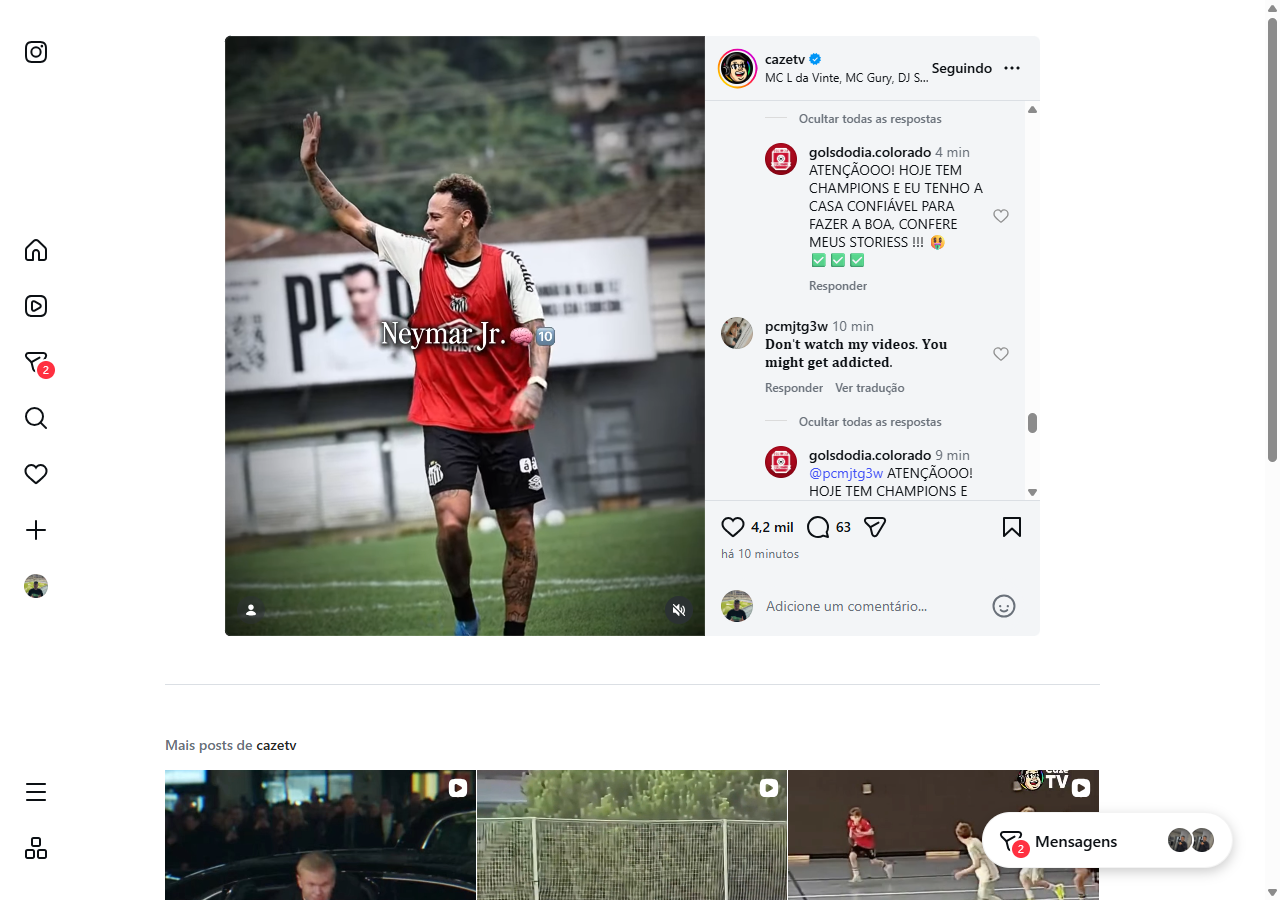 cazetv
MC L da Vinte, MC Gury, DJ S...
Seguindo
Ocultar todas as respostas
golsdodia.colorado 4 min
ATENÇÃOOO! HOJE TEM
CHAMPIONS E EU TENHO A
CASA CONFIÁVEL PARA
FAZER A BOA, CONFERE
MEUS STORIESS !!! 🤑
✅ ✅ ✅
Responder
pcmjtg3w 10 min
Don't watch my videos. You
might get addicted.
Responder Ver tradução
Ocultar todas as respostas
golsdodia.colorado 9 min
@pcmjtg3w ATENÇÃOOO!
HOJE TEM CHAMPIONS E
Neymar Jr. 🧠🔟
umbro
2
4,2 mil 63
há 10 minutos
Adicione um comentário...
Mais posts de cazetv
TV
2 Mensagens